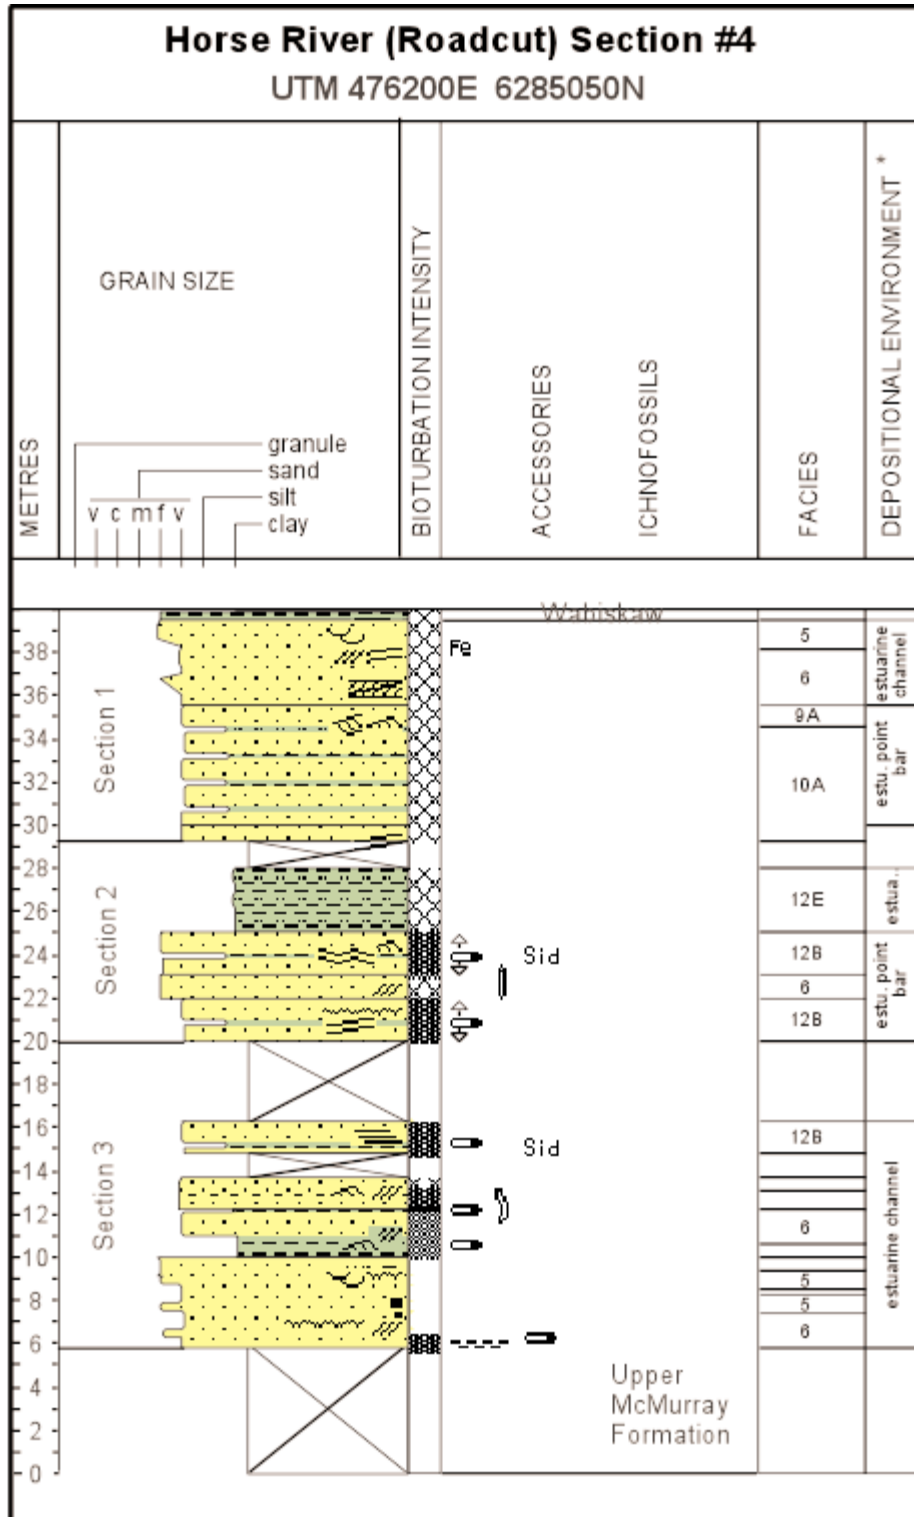 Horse River (Roadcut) Section #4
UTM 476200E 6285050N
METRES
GRAIN SIZE
granule
sand
silt
clay
v c m f v
BIOTURBATION INTENSITY
ACCESSORIES
ICHNOFOSSILS
FACIES
DEPOSITIONAL ENVIRONMENT *
Wabiskaw
38
36
34
32
30
28
26
24
22
20
18
16
14
12
10
8
6
4
2
0
Section 1
Section 2
Section 3
Fe
Sid
Sid
Upper
McMurray
Formation
5
6
9A
10A
12E
12B
6
12B
12B
6
5
5
6
estuarine
channel
estu. point
bar
estua..
estu. point
bar
estuarine channel